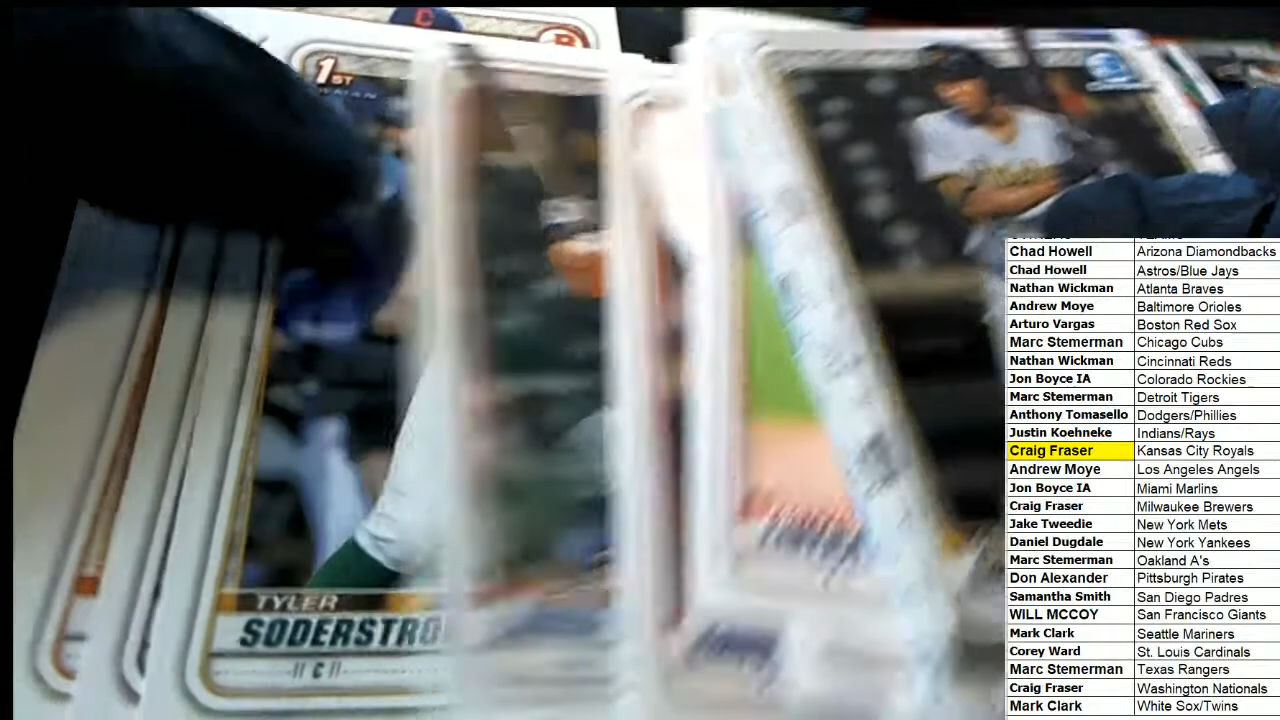 C
B
1ST
TYLER
SODERSTRO
C
Chad Howell Arizona Diamondbacks
Chad Howell Astros/Blue Jays
Nathan Wickman Atlanta Braves
Andrew Moye Baltimore Orioles
Arturo Vargas Boston Red Sox
Marc Stemerman Chicago Cubs
Nathan Wickman Cincinnati Reds
Jon Boyce IA Colorado Rockies
Marc Stemerman Detroit Tigers
Anthony Tomasello Dodgers/Phillies
Justin Koehneke Indians/Rays
Craig Fraser Kansas City Royals
Andrew Moye Los Angeles Angels
Jon Boyce IA Miami Marlins
Craig Fraser Milwaukee Brewers
Jake Tweedie New York Mets
Daniel Dugdale New York Yankees
Marc Stemerman Oakland A's
Don Alexander Pittsburgh Pirates
Samantha Smith San Diego Padres
WILL MCCOY San Francisco Giants
Mark Clark Seattle Mariners
Corey Ward St. Louis Cardinals
Marc Stemerman Texas Rangers
Craig Fraser Washington Nationals
Mark Clark White Sox/Twins